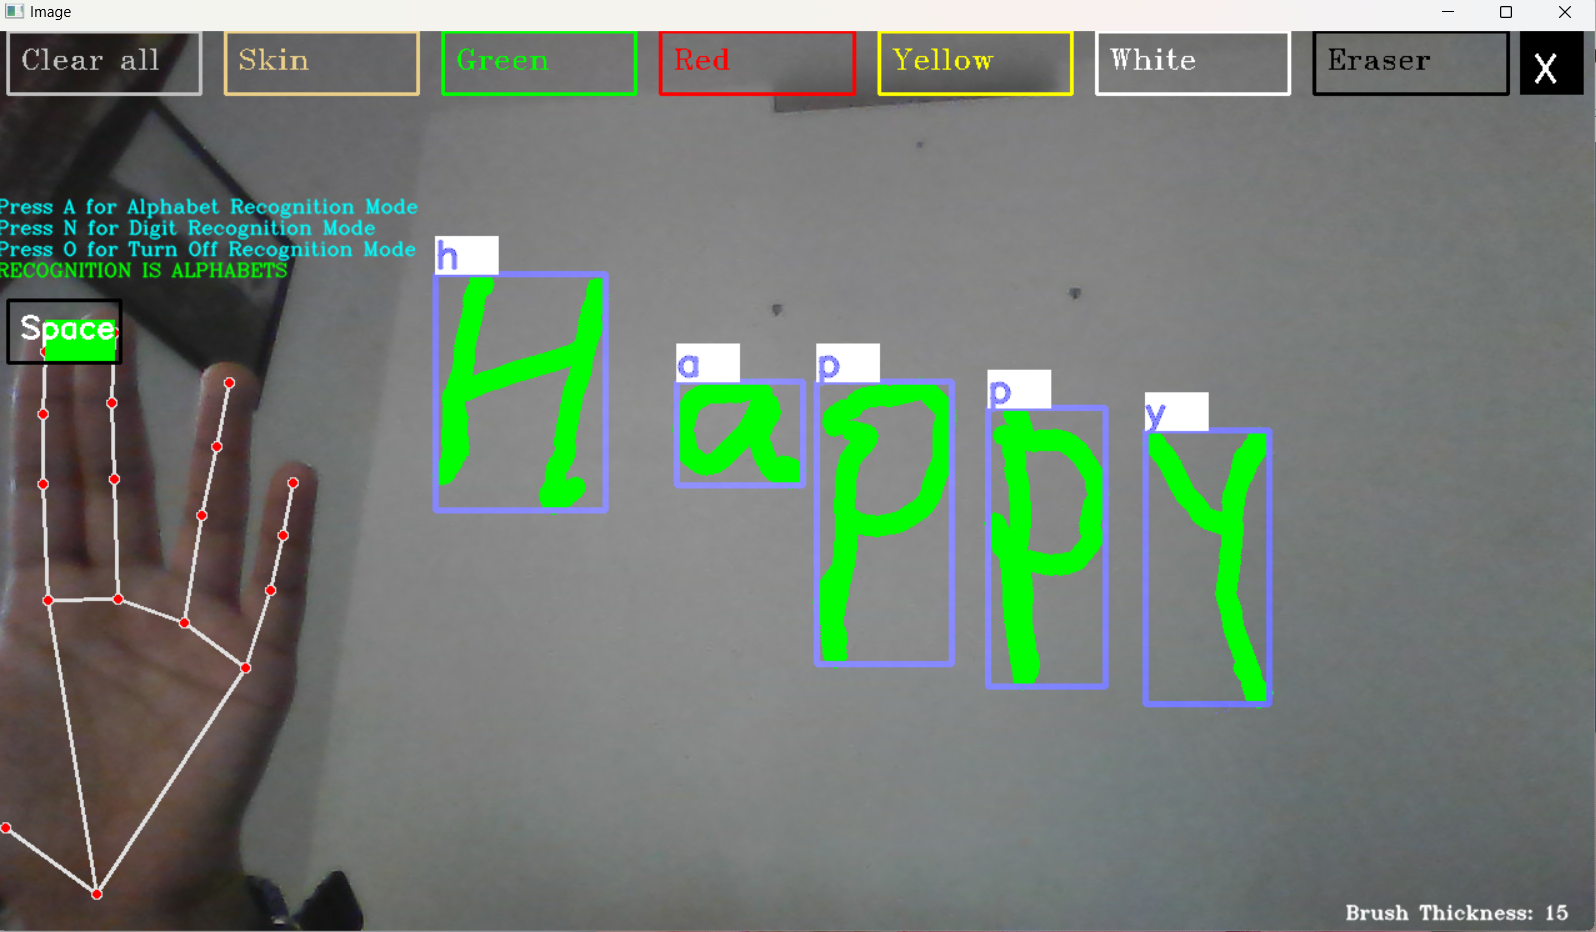 Image
Clear all Skin Green Red Yellow White Eraser X
Press A for Alphabet Recognition Mode
Press N for Digit Recognition Mode
Press O for Turn Off Recognition Mode
RECOGNITION IS ALPHABETS
Space
h a p p y
Happy
Brush Thickness: 15